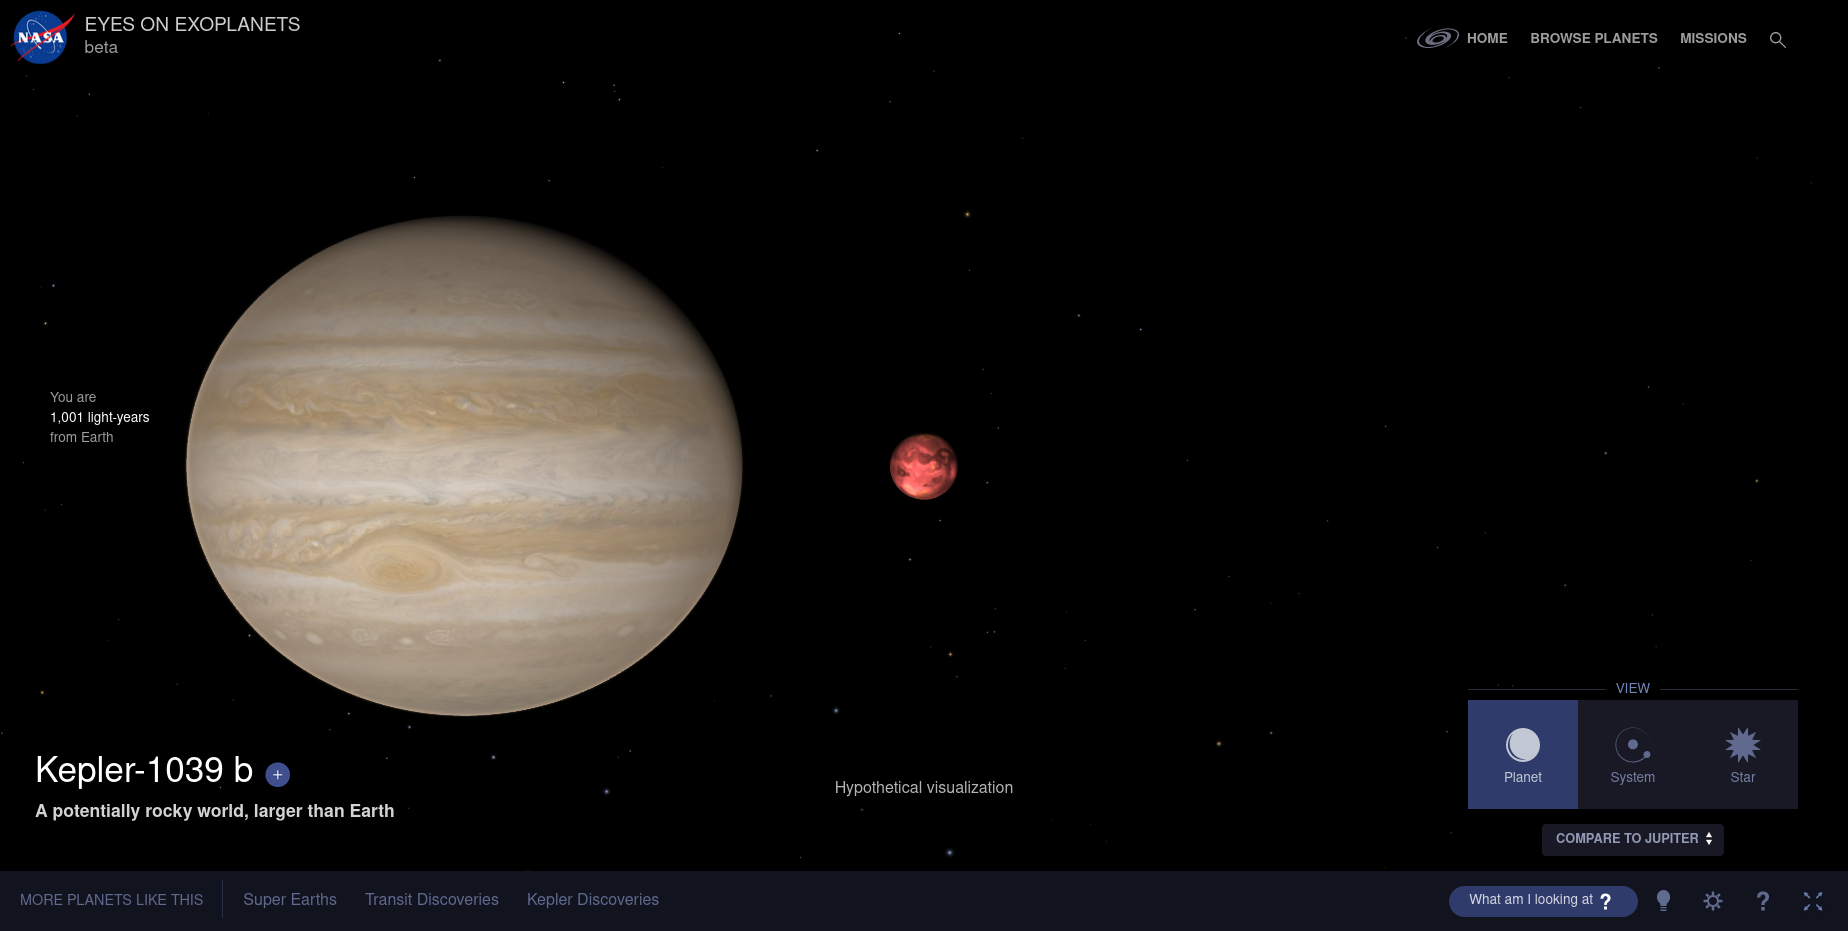 NASA
EYES ON EXOPLANETS
beta
HOME
BROWSE PLANETS
MISSIONS
You are
1,001 light-years
from Earth
Kepler-1039 b +
A potentially rocky world, larger than Earth
Hypothetical visualization
VIEW
Planet
System
Star
COMPARE TO JUPITER
MORE PLANETS LIKE THIS
Super Earths
Transit Discoveries
Kepler Discoveries
What am I looking at ?
?